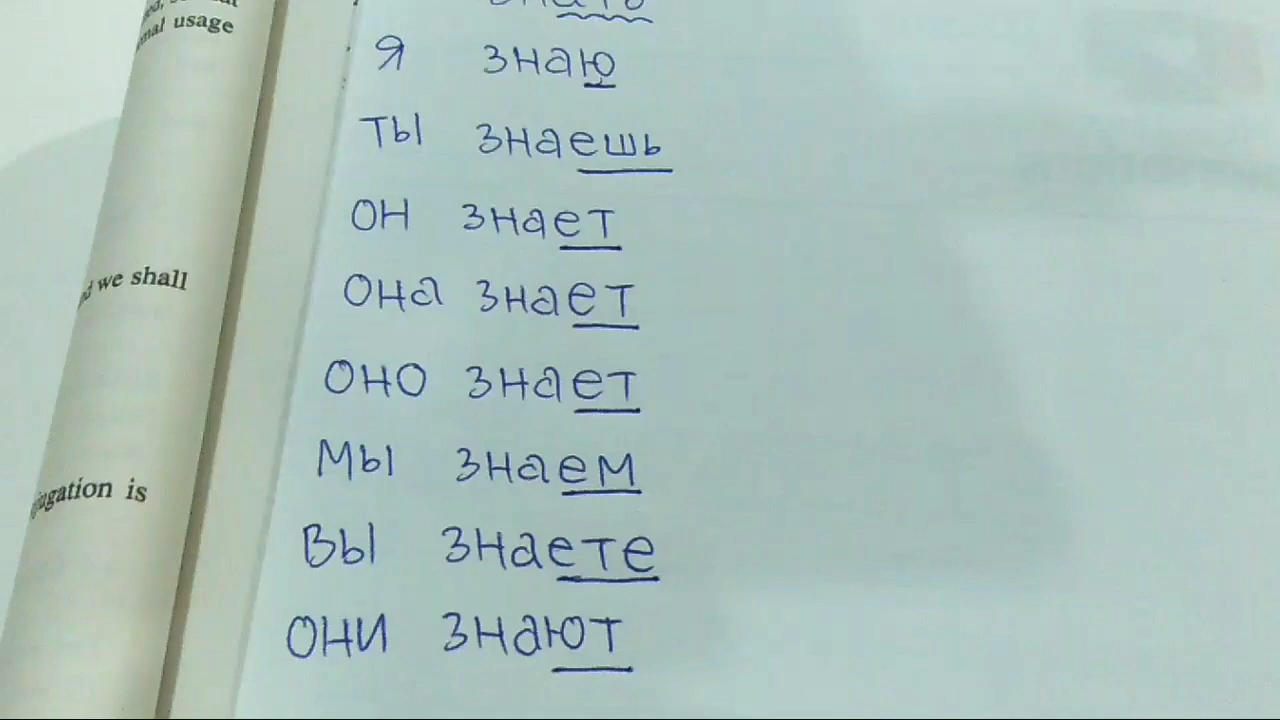 usage
we shall
is
я знаю
ты знаешь
он знает
она знает
оно знает
мы знаем
вы знаете
они знают